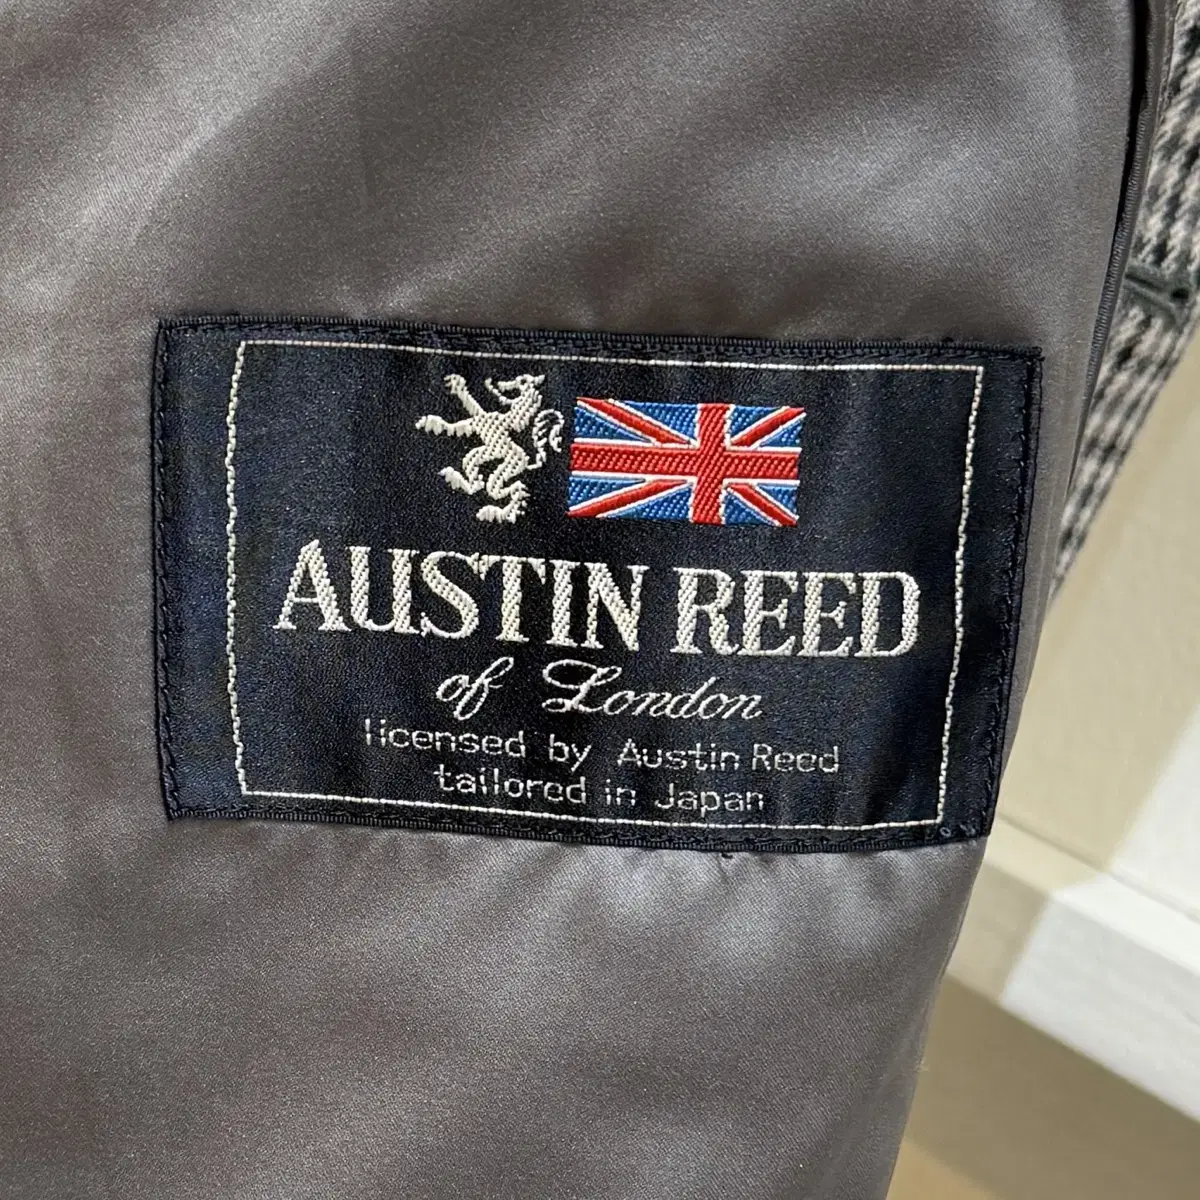 AUSTIN REED
of London
licensed by Austin Reed
tailored in Japan